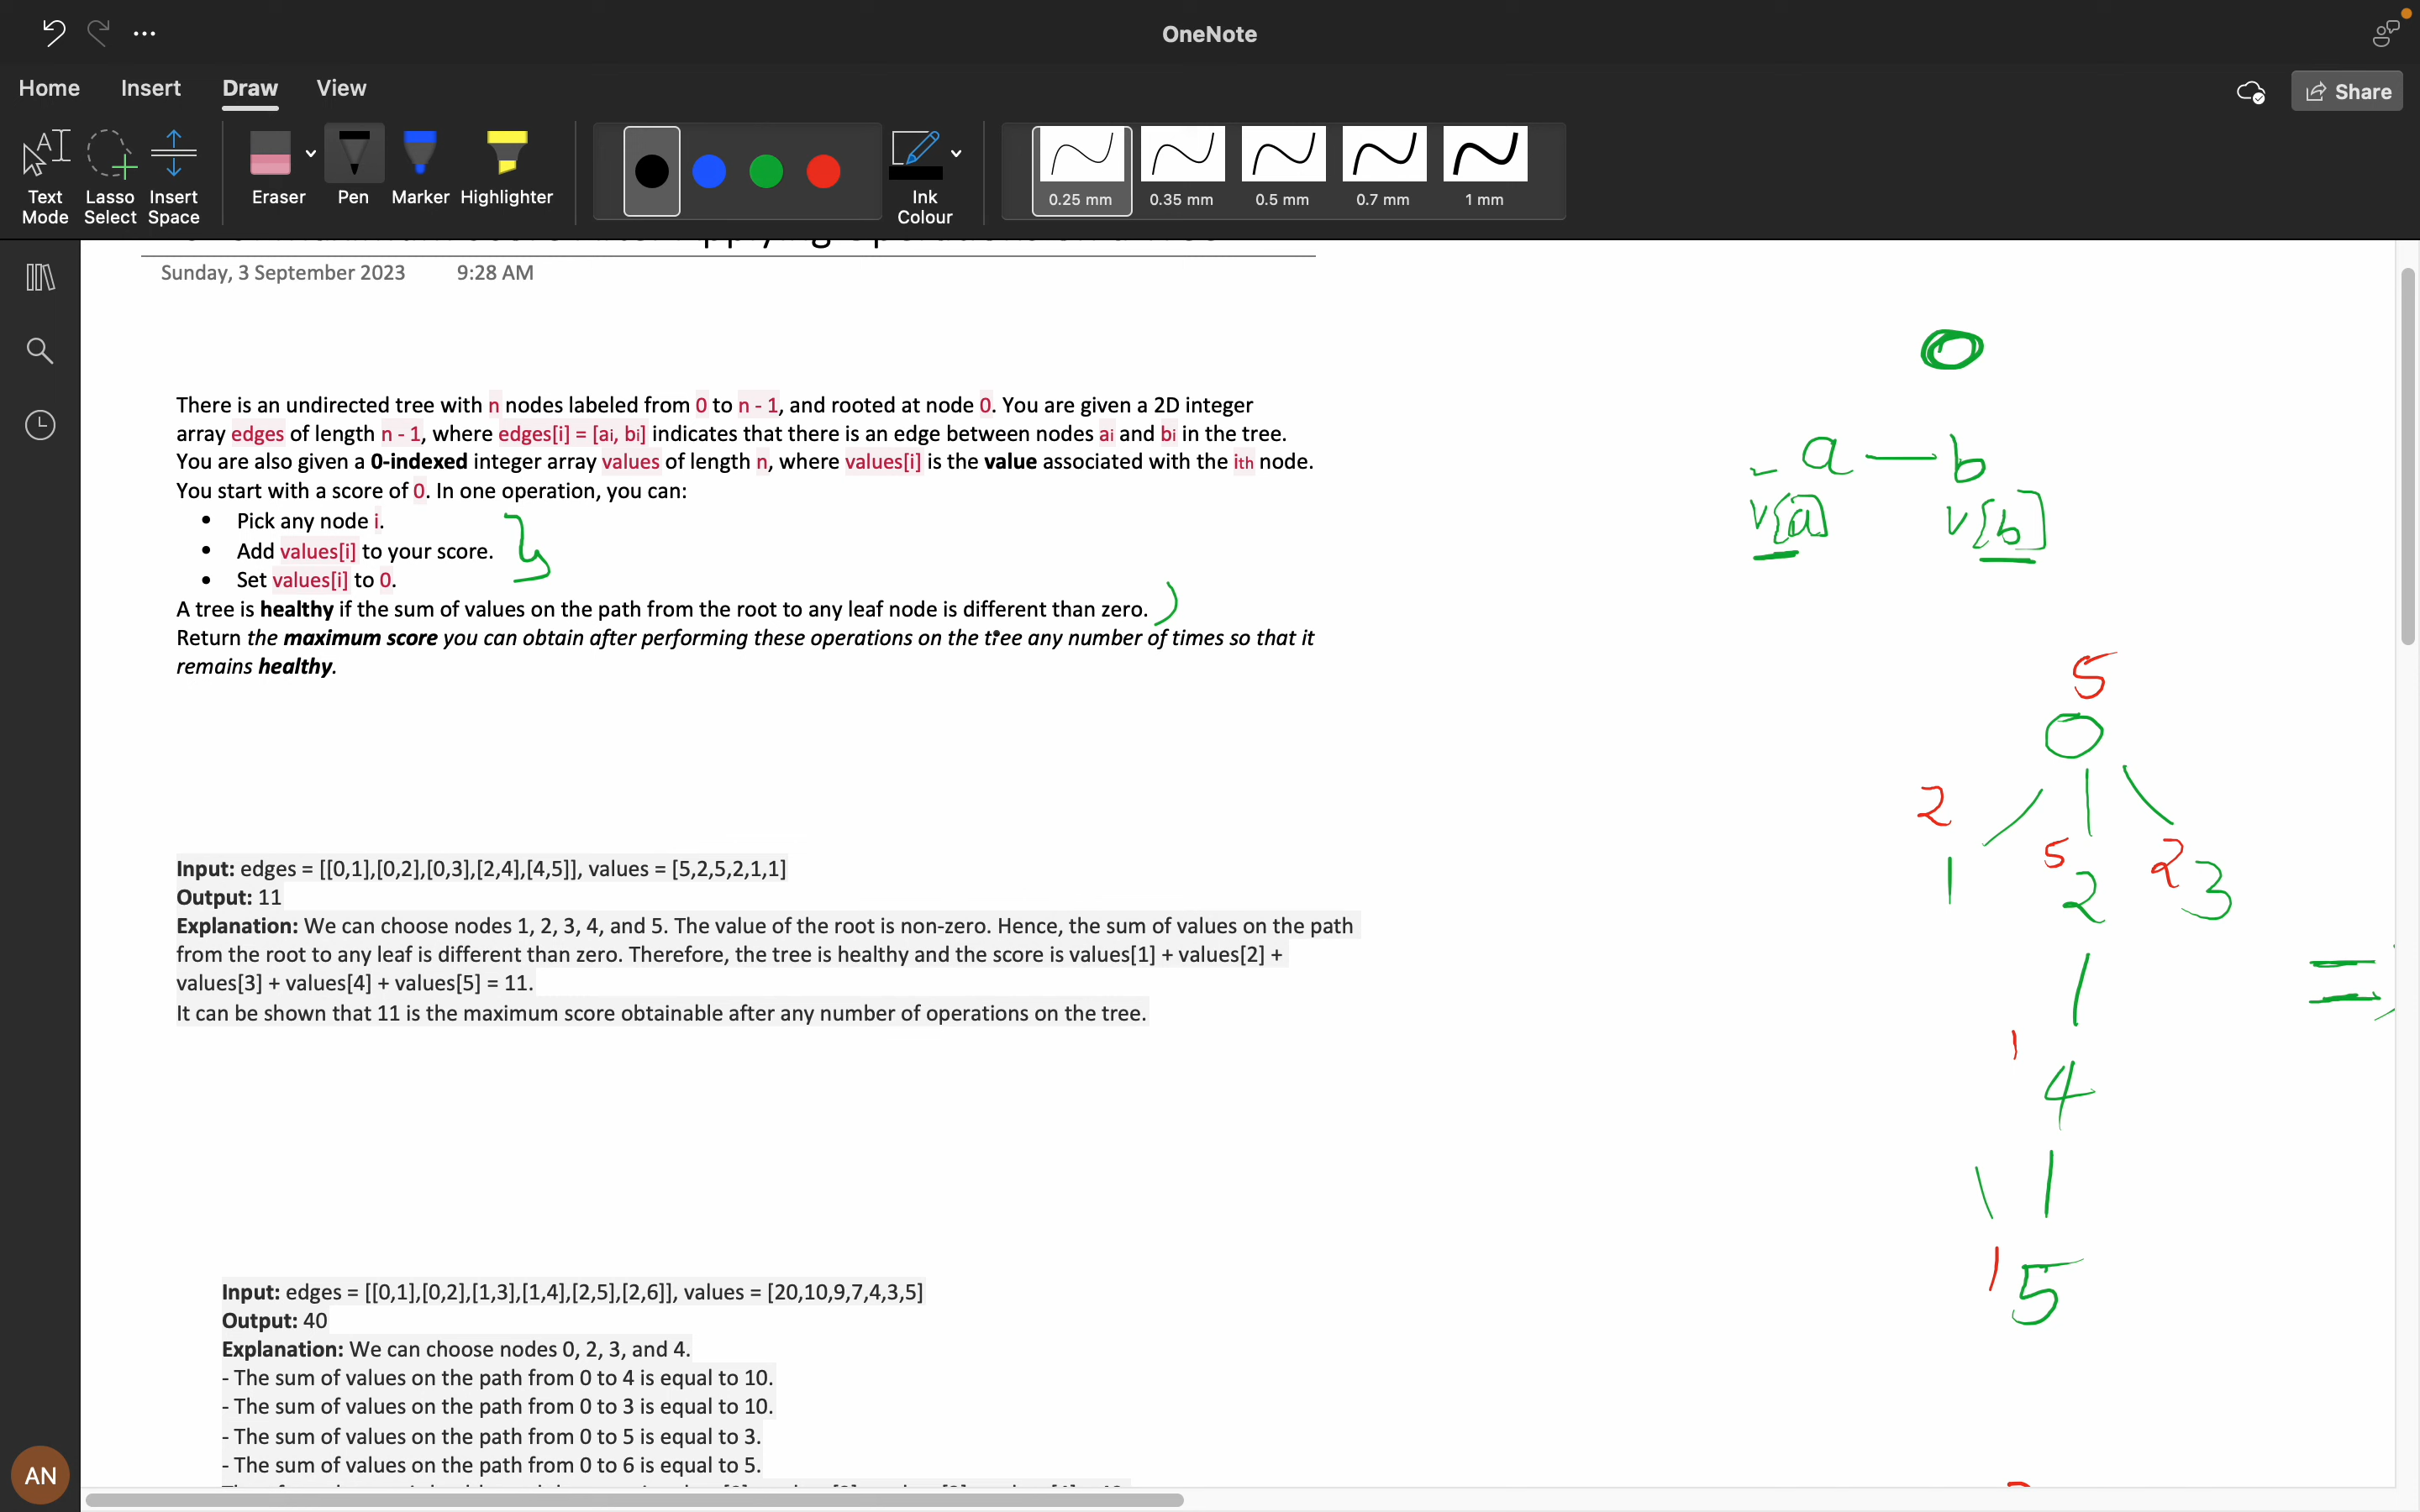 OneNote
Home Insert Draw View
Share
Text Mode
Lasso Select
Insert Space
Eraser
Pen
Marker
Highlighter
Ink Colour
0.25 mm
0.35 mm
0.5 mm
0.7 mm
1 mm
Sunday, 3 September 2023 9:28 AM
There is an undirected tree with n nodes labeled from 0 to n - 1, and rooted at node 0. You are given a 2D integer
array edges of length n - 1, where edges[i] = [ai, bi] indicates that there is an edge between nodes ai and bi in the tree.
You are also given a 0-indexed integer array values of length n, where values[i] is the value associated with the ith node.
You start with a score of 0. In one operation, you can:
• Pick any node i.
• Add values[i] to your score.
• Set values[i] to 0.
A tree is healthy if the sum of values on the path from the root to any leaf node is different than zero.
Return the maximum score you can obtain after performing these operations on the tree any number of times so that it
remains healthy.
Input: edges = [[0,1],[0,2],[0,3],[2,4],[4,5]], values = [5,2,5,2,1,1]
Output: 11
Explanation: We can choose nodes 1, 2, 3, 4, and 5. The value of the root is non-zero. Hence, the sum of values on the path
from the root to any leaf is different than zero. Therefore, the tree is healthy and the score is values[1] + values[2] +
values[3] + values[4] + values[5] = 11.
It can be shown that 11 is the maximum score obtainable after any number of operations on the tree.
Input: edges = [[0,1],[0,2],[1,3],[1,4],[2,5],[2,6]], values = [20,10,9,7,4,3,5]
Output: 40
Explanation: We can choose nodes 0, 2, 3, and 4.
- The sum of values on the path from 0 to 4 is equal to 10.
- The sum of values on the path from 0 to 3 is equal to 10.
- The sum of values on the path from 0 to 5 is equal to 3.
- The sum of values on the path from 0 to 6 is equal to 5.
0
a — b
v[a] v[b]
5
0
2
5 2
1 2 3
1
4
1
5
AN